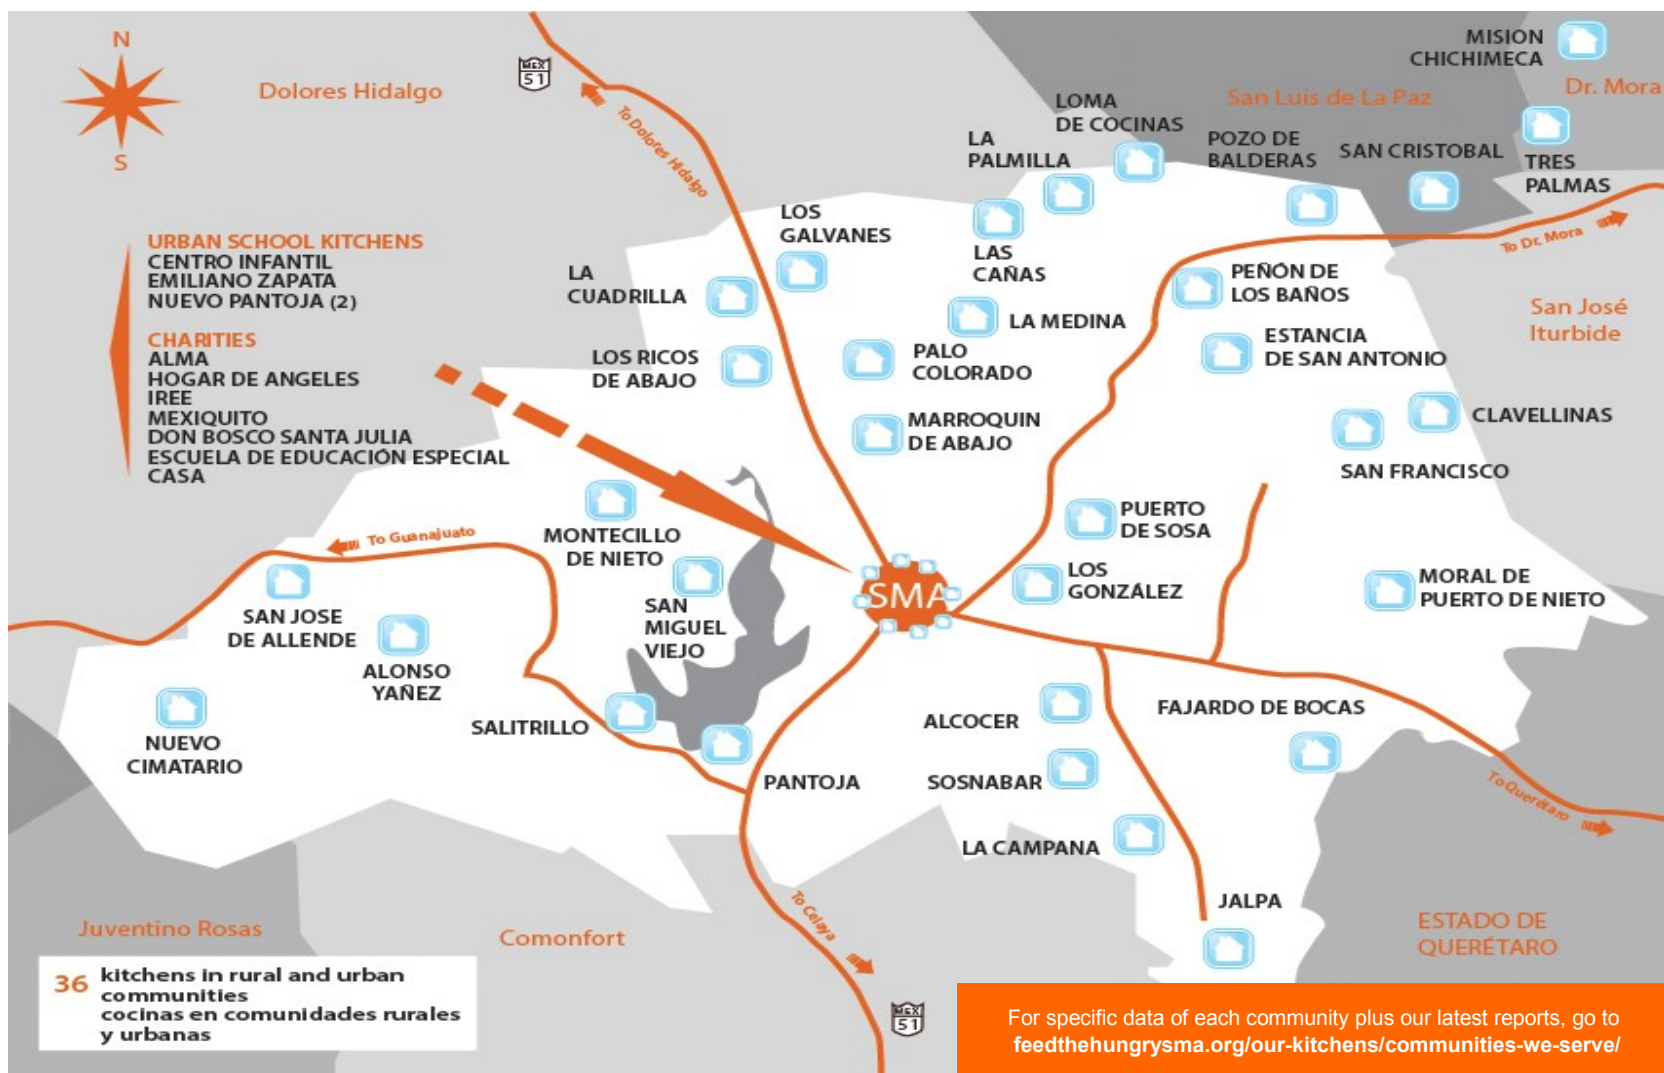 N
S
Dolores Hidalgo
MEX
51
To Dolores Hidalgo
MISION
CHICHIMECA
Dr. Mora
San Luis de La Paz
LOMA
DE COCINAS
LA
PALMILLA
POZO DE
BALDERAS
SAN CRISTOBAL
TRES
PALMAS
To Dr. Mora
LOS
GALVANES
LAS
CAÑAS
LA
CUADRILLA
PEÑÓN DE
LOS BAÑOS
San José
Iturbide
URBAN SCHOOL KITCHENS
CENTRO INFANTIL
EMILIANO ZAPATA
NUEVO PANTOJA (2)
CHARITIES
ALMA
HOGAR DE ANGELES
IREE
MEXIQUITO
DON BOSCO SANTA JULIA
ESCUELA DE EDUCACIÓN ESPECIAL
CASA
LA MEDINA
ESTANCIA
DE SAN ANTONIO
LOS RICOS
DE ABAJO
PALO
COLORADO
MARROQUIN
DE ABAJO
CLAVELLINAS
SAN FRANCISCO
To Guanajuato
MONTECILLO
DE NIETO
PUERTO
DE SOSA
SAN JOSE
DE ALLENDE
SAN
MIGUEL
VIEJO
SMA
LOS
GONZÁLEZ
MORAL DE
PUERTO DE NIETO
ALONSO
YAÑEZ
SALITRILLO
NUEVO
CIMATARIO
PANTOJA
ALCOCER
FAJARDO DE BOCAS
SOSNABAR
To Querétaro
LA CAMPANA
JALPA
To Celaya
Juventino Rosas
Comonfort
ESTADO DE
QUERÉTARO
36 kitchens in rural and urban
communities
cocinas en comunidades rurales
y urbanas
MEX
51
For specific data of each community plus our latest reports, go to
feedthehungrysma.org/our-kitchens/communities-we-serve/